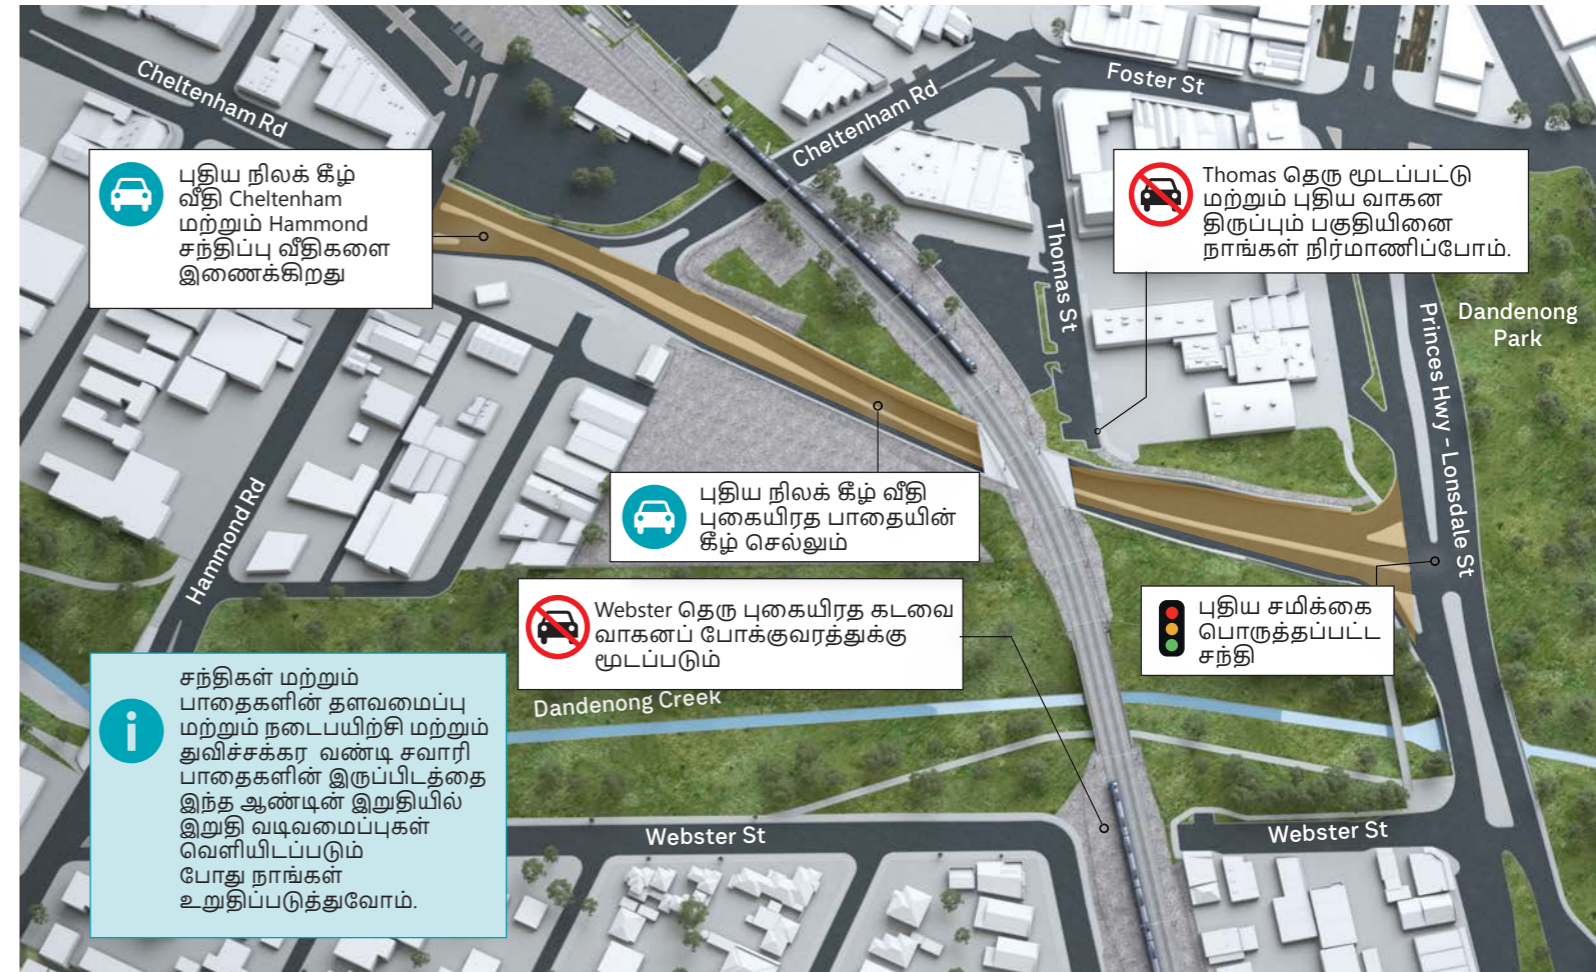 Cheltenham Rd
Foster St
Cheltenham Rd
புதிய நிலக் கீழ்
வீதி Cheltenham
மற்றும் Hammond
சந்திப்பு வீதிகளை
இணைக்கிறது
Thomas தெரு மூடப்பட்டு
மற்றும் புதிய வாகன
திருப்பும் பகுதியினை
நாங்கள் நிர்மாணிப்போம்.
Thomas St
Princes Hwy - Lonsdale St
Dandenong
Park
Hammond Rd
புதிய நிலக் கீழ் வீதி
புகையிரத பாதையின்
கீழ் செல்லும்
Webster தெரு புகையிரத கடவை
வாகனப் போக்குவரத்துக்கு
மூடப்படும்
புதிய சமிக்கை
பொருத்தப்பட்ட
சந்தி
Dandenong Creek
சந்திகள் மற்றும்
பாதைகளின் தளவமைப்பு
மற்றும் நடைபயிற்சி மற்றும்
துவிச்சக்கர வண்டி சவாரி
பாதைகளின் இருப்பிடத்தை
இந்த ஆண்டின் இறுதியில்
இறுதி வடிவமைப்புகள்
வெளியிடப்படும்
போது நாங்கள்
உறுதிப்படுத்துவோம்.
Webster St
Webster St